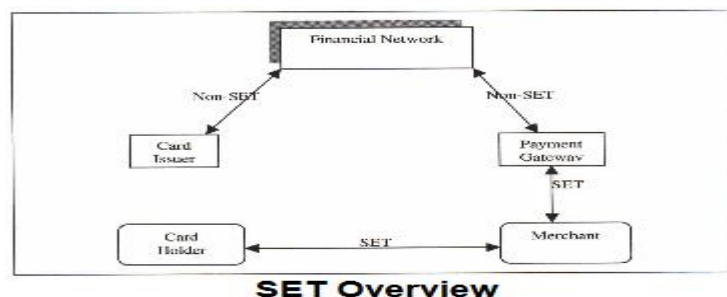 Financial Network
Non-SET
Non-SET
Card
Issuer
Payment
Gateway
SET
Card
Holder
SET
Merchant
SET Overview